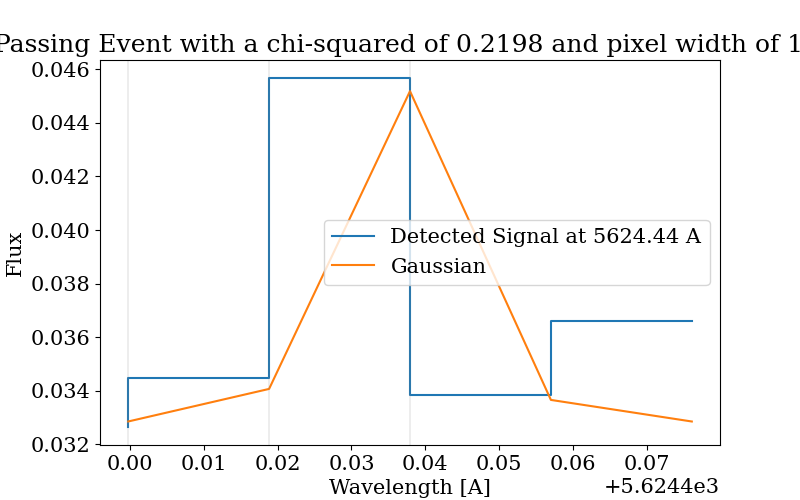 Passing Event with a chi-squared of 0.2198 and pixel width of 1
0.046
0.044
0.042
0.040
0.038
0.036
0.034
0.032
Flux
Detected Signal at 5624.44 A
Gaussian
0.00 0.01 0.02 0.03 0.04 0.05 0.06 0.07
Wavelength [A]
+5.6244e3